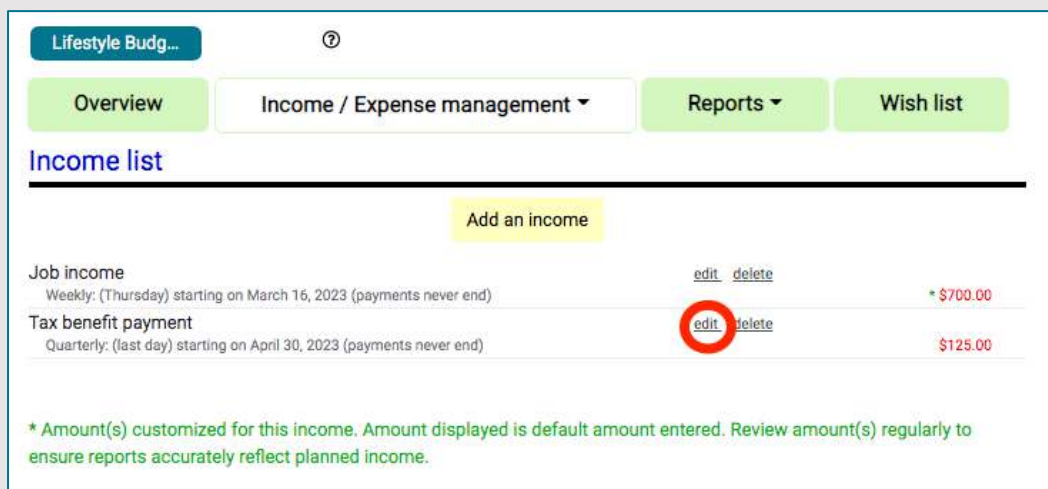 Lifestyle Budg...
Overview Income / Expense management Reports Wish list
Income list
Add an income
Job income edit delete
Weekly: (Thursday) starting on March 16, 2023 (payments never end) * $700.00
Tax benefit payment edit delete
Quarterly: (last day) starting on April 30, 2023 (payments never end) $125.00
* Amount(s) customized for this income. Amount displayed is default amount entered. Review amount(s) regularly to
ensure reports accurately reflect planned income.